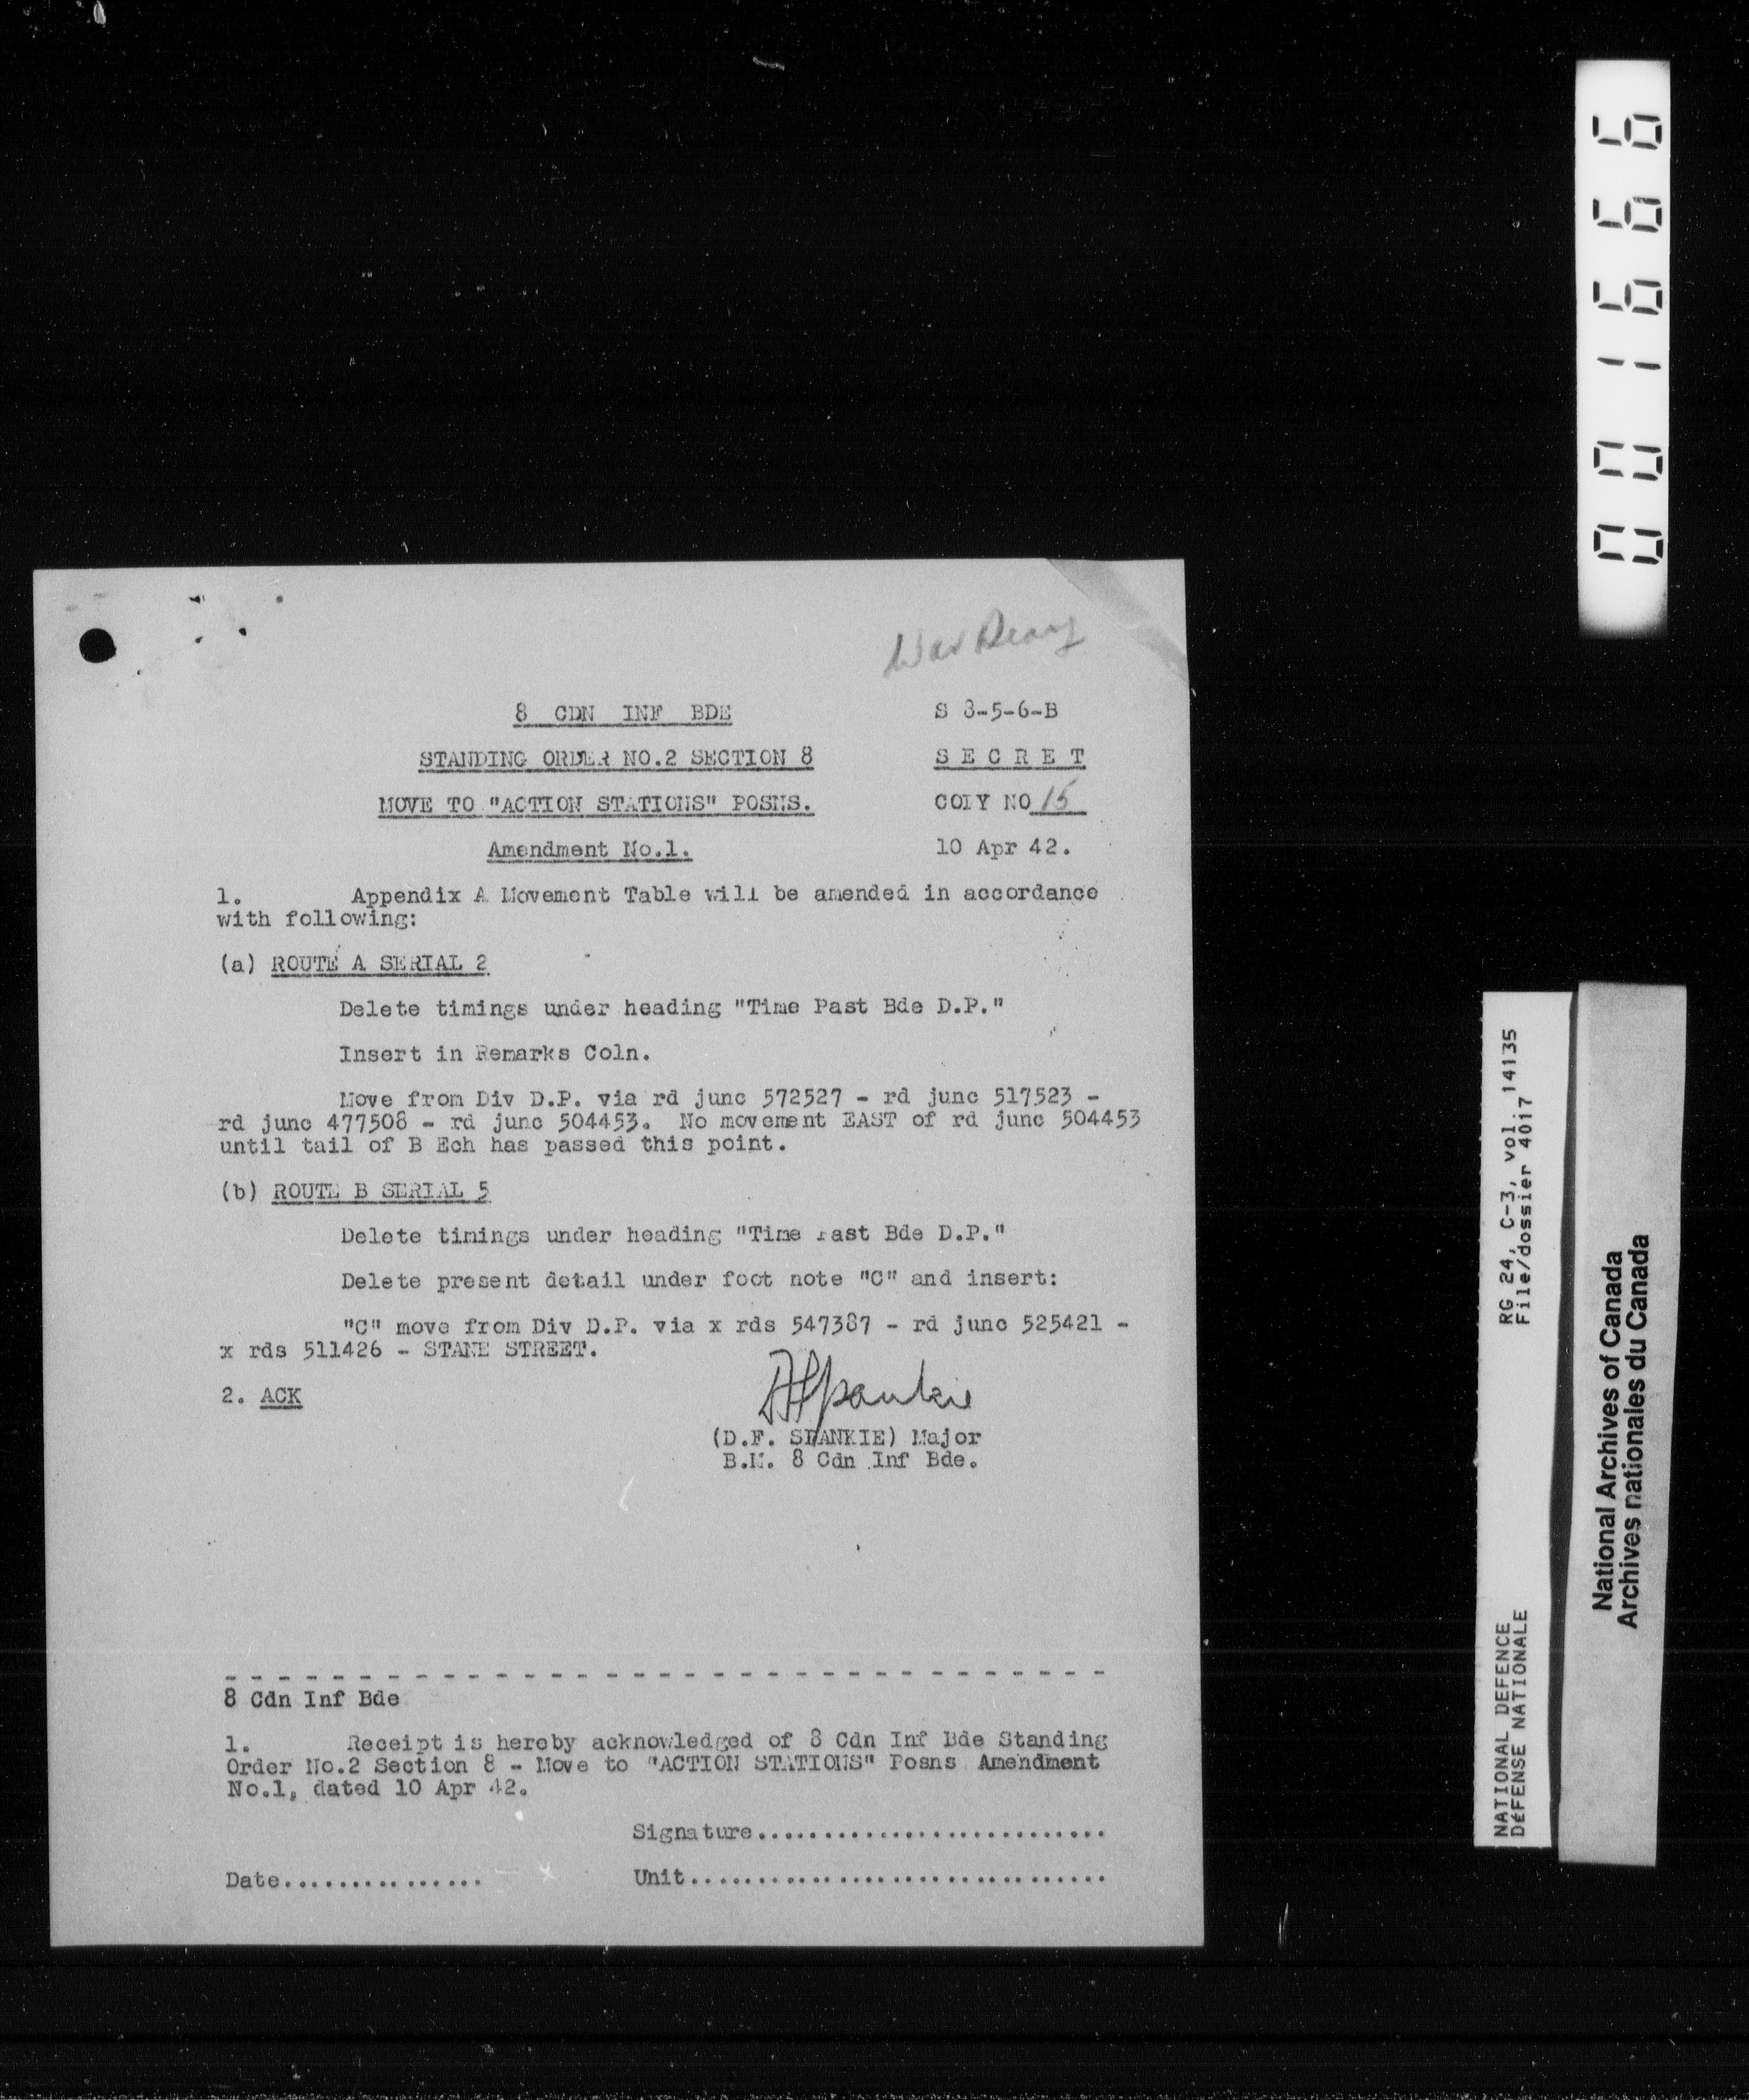 War Diary
8 CDN INF BDE
S 8-5-6-B
STANDING ORDER NO.2 SECTION 8
S E C R E T
MOVE TO "ACTION STATIONS" POSNS.
COPY NO 15
Amendment No.1.
10 Apr 42.
1. Appendix A Movement Table will be amended in accordance
with following:
(a) ROUTE A SERIAL 2
Delete timings under heading "Time Past Bde D.P."
Insert in Remarks Coln.
Move from Div D.P. via rd junc 572527 - rd junc 517523 -
rd junc 477508 - rd junc 504453. No movement EAST of rd junc 504453
until tail of B Ech has passed this point.
(b) ROUTE B SERIAL 5
Delete timings under heading "Time Past Bde D.P."
Delete present detail under foot note "C" and insert:
"C" move from Div D.P. via x rds 547387 - rd junc 525421 -
x rds 511426 - STANE STREET.
2. ACK
DFSpankie
(D.F. SPANKIE) Major
B.M. 8 Cdn Inf Bde.
8 Cdn Inf Bde
1. Receipt is hereby acknowledged of 8 Cdn Inf Bde Standing
Order No.2 Section 8 - Move to "ACTION STATIONS" Posns Amendment
No.1, dated 10 Apr 42.
Signature...........................
Date...............
Unit................................
001666
NATIONAL DEFENCE
DÉFENSE NATIONALE
RG 24, C-3, vol. 14135
File/dossier 4017
National Archives of Canada
Archives nationales du Canada